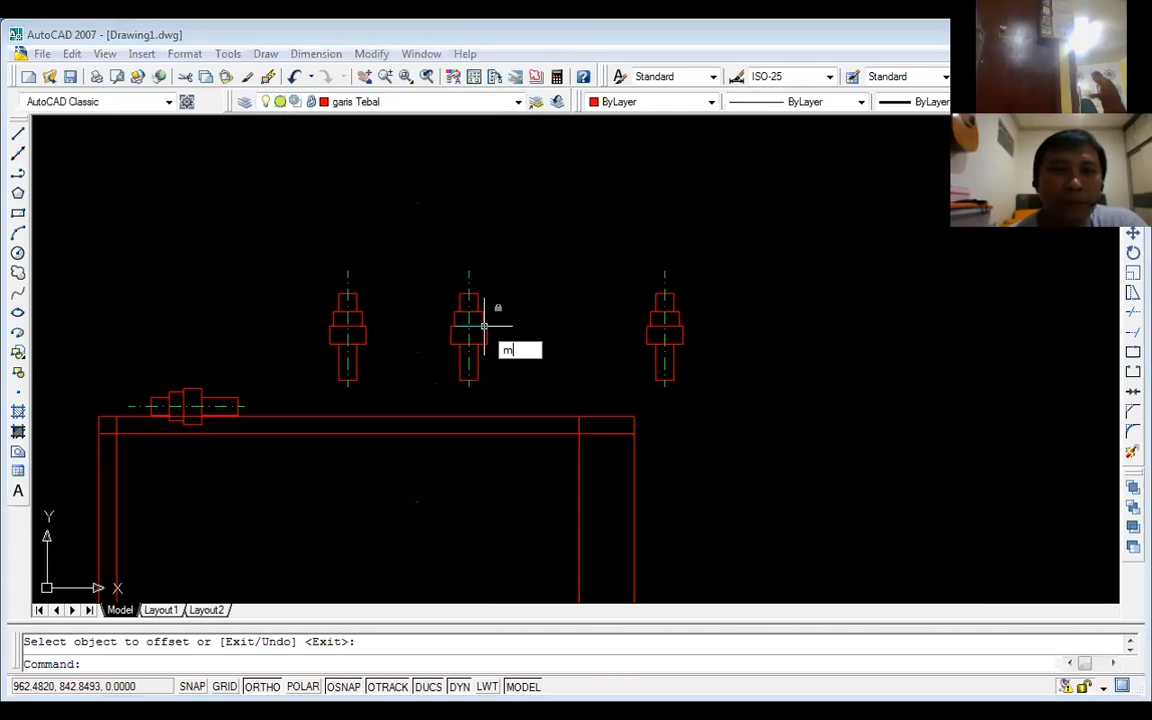 AutoCAD 2007 - [Drawing1.dwg]
File Edit View Insert Format Tools Draw Dimension Modify Window Help
Standard ISO-25 Standard
AutoCAD Classic garis Tebal ByLayer ByLayer ByLayer
m
Y
X
A
Model Layout1 Layout2
Select object to offset or [Exit/Undo] <Exit>:
Command:
962.4820, 842.8493, 0.0000 SNAP GRID ORTHO POLAR OSNAP OTRACK DUCS DYN LWT MODEL